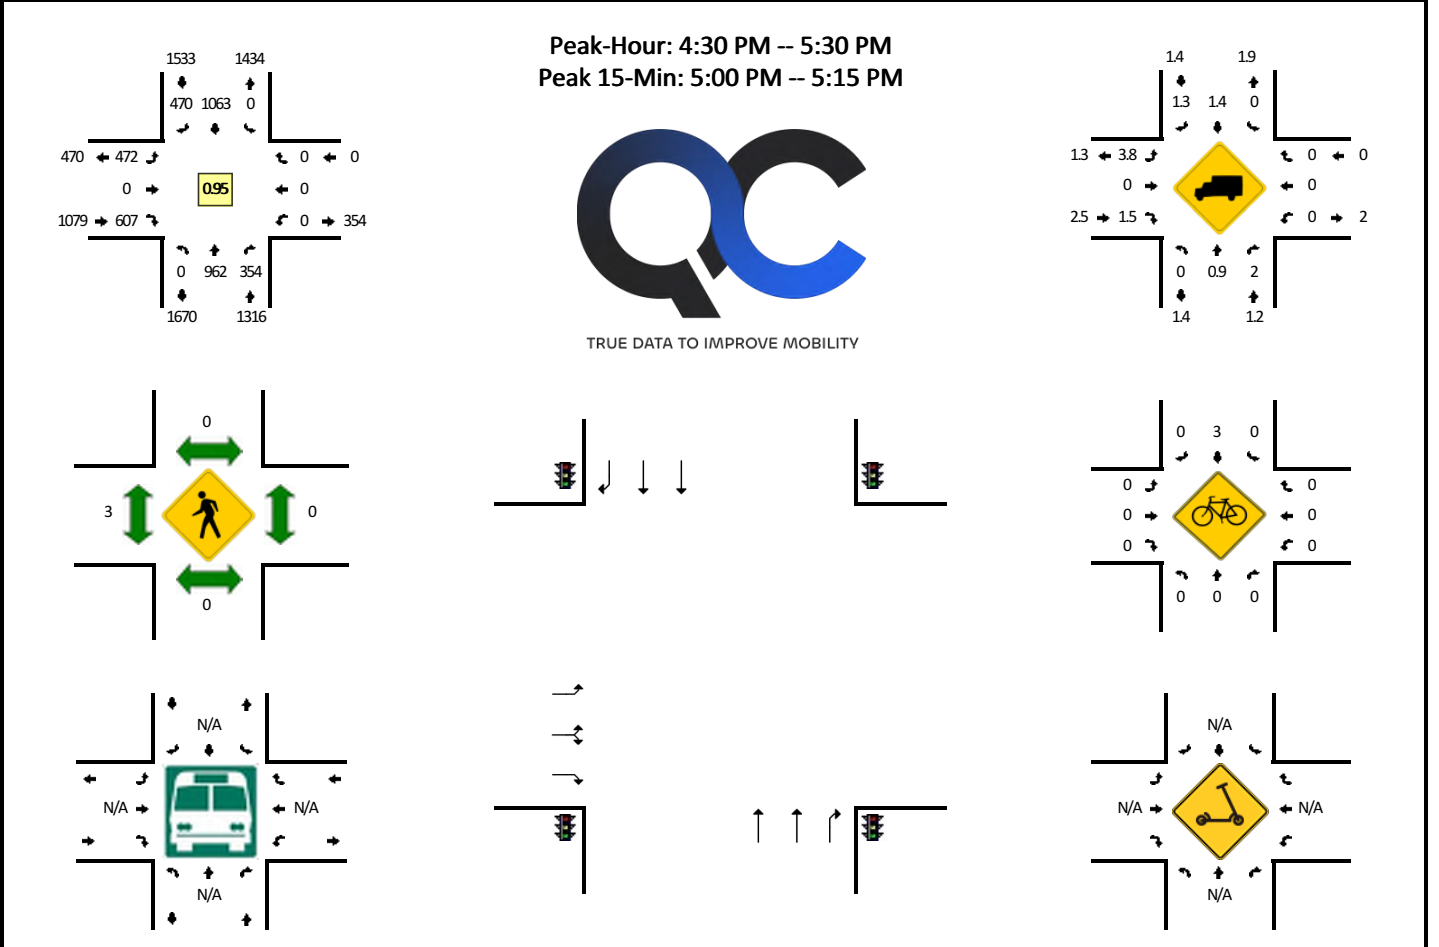 Peak-Hour: 4:30 PM -- 5:30 PM
Peak 15-Min: 5:00 PM -- 5:15 PM
1533 1434
470 1063 0
470 472 0 0
0 0.95 0
1079 607 0 354
0 962 354
1670 1316
QC
TRUE DATA TO IMPROVE MOBILITY
1.4 1.9
1.3 1.4 0
1.3 3.8 0 0
0 0
2.5 1.5 0 2
0 0.9 2
1.4 1.2
0
3 0
0
0 3 0
0 0
0 0
0 0
0 0 0
N/A
N/A N/A
N/A
N/A
N/A N/A
N/A